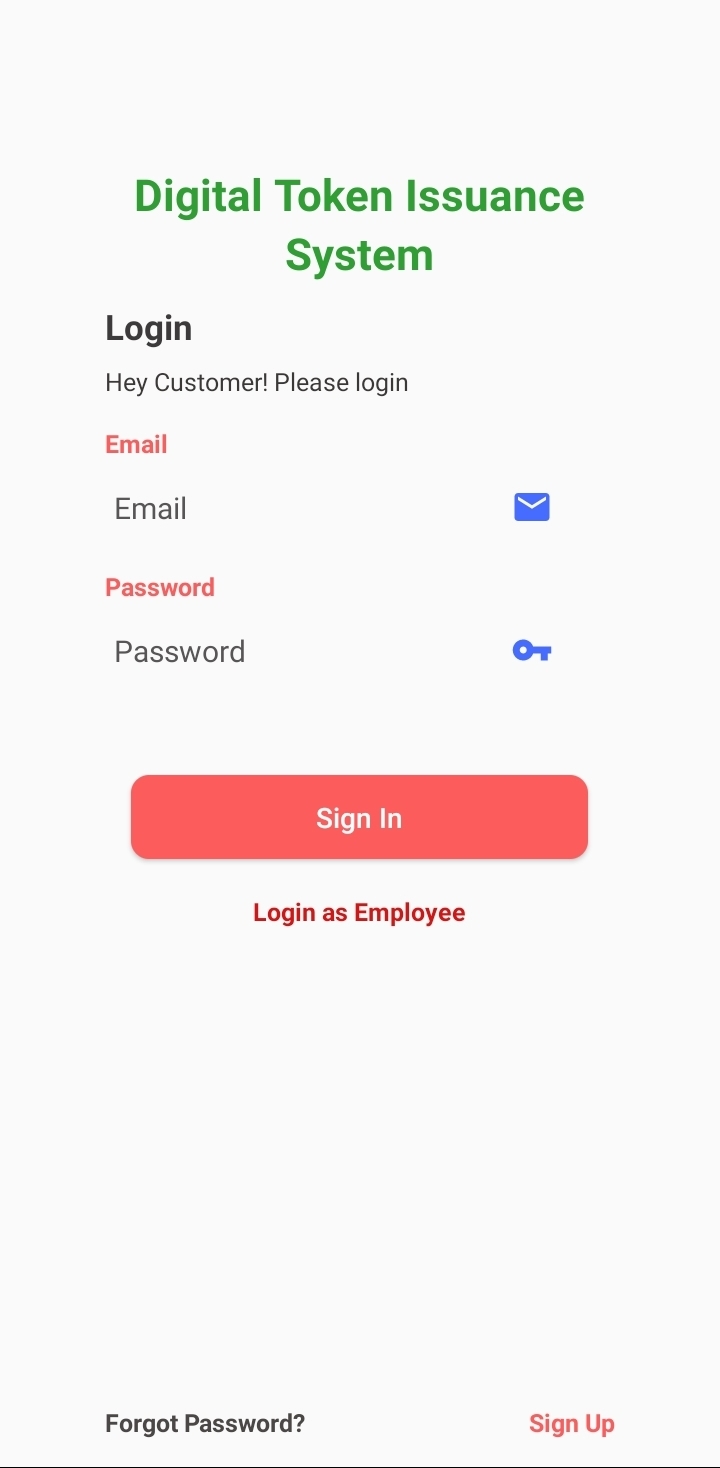 Digital Token Issuance
System
Login
Hey Customer! Please login
Email
Email
Password
Password
Sign In
Login as Employee
Forgot Password?
Sign Up